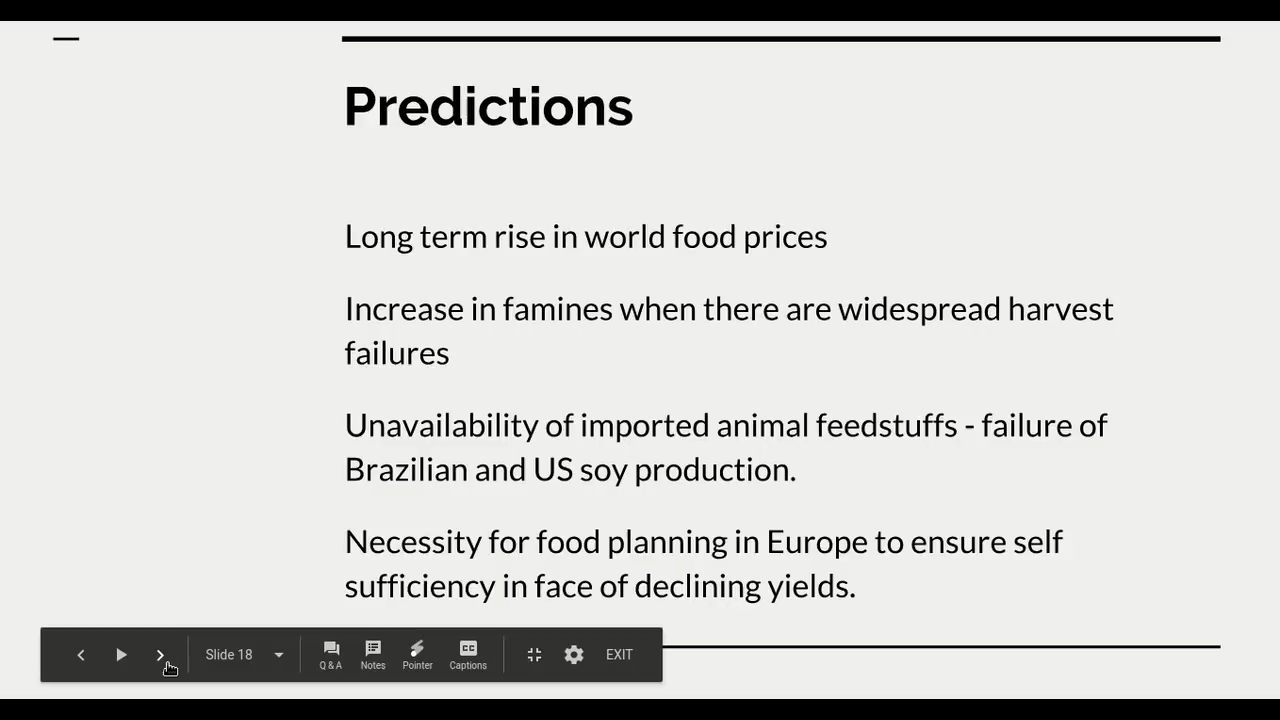 Predictions
Long term rise in world food prices
Increase in famines when there are widespread harvest
failures
Unavailability of imported animal feedstuffs - failure of
Brazilian and US soy production.
Necessity for food planning in Europe to ensure self
sufficiency in face of declining yields.
Slide 18
Q & A
Notes
Pointer
CC
Captions
EXIT